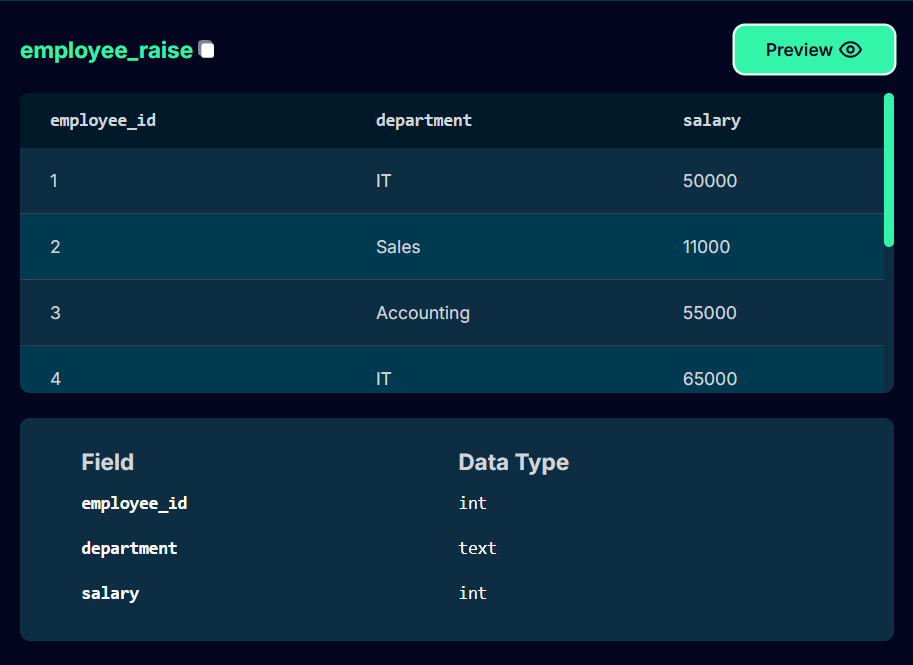 employee_raise
Preview
employee_id department salary
1 IT 50000
2 Sales 11000
3 Accounting 55000
4 IT 65000
Field Data Type
employee_id int
department text
salary int